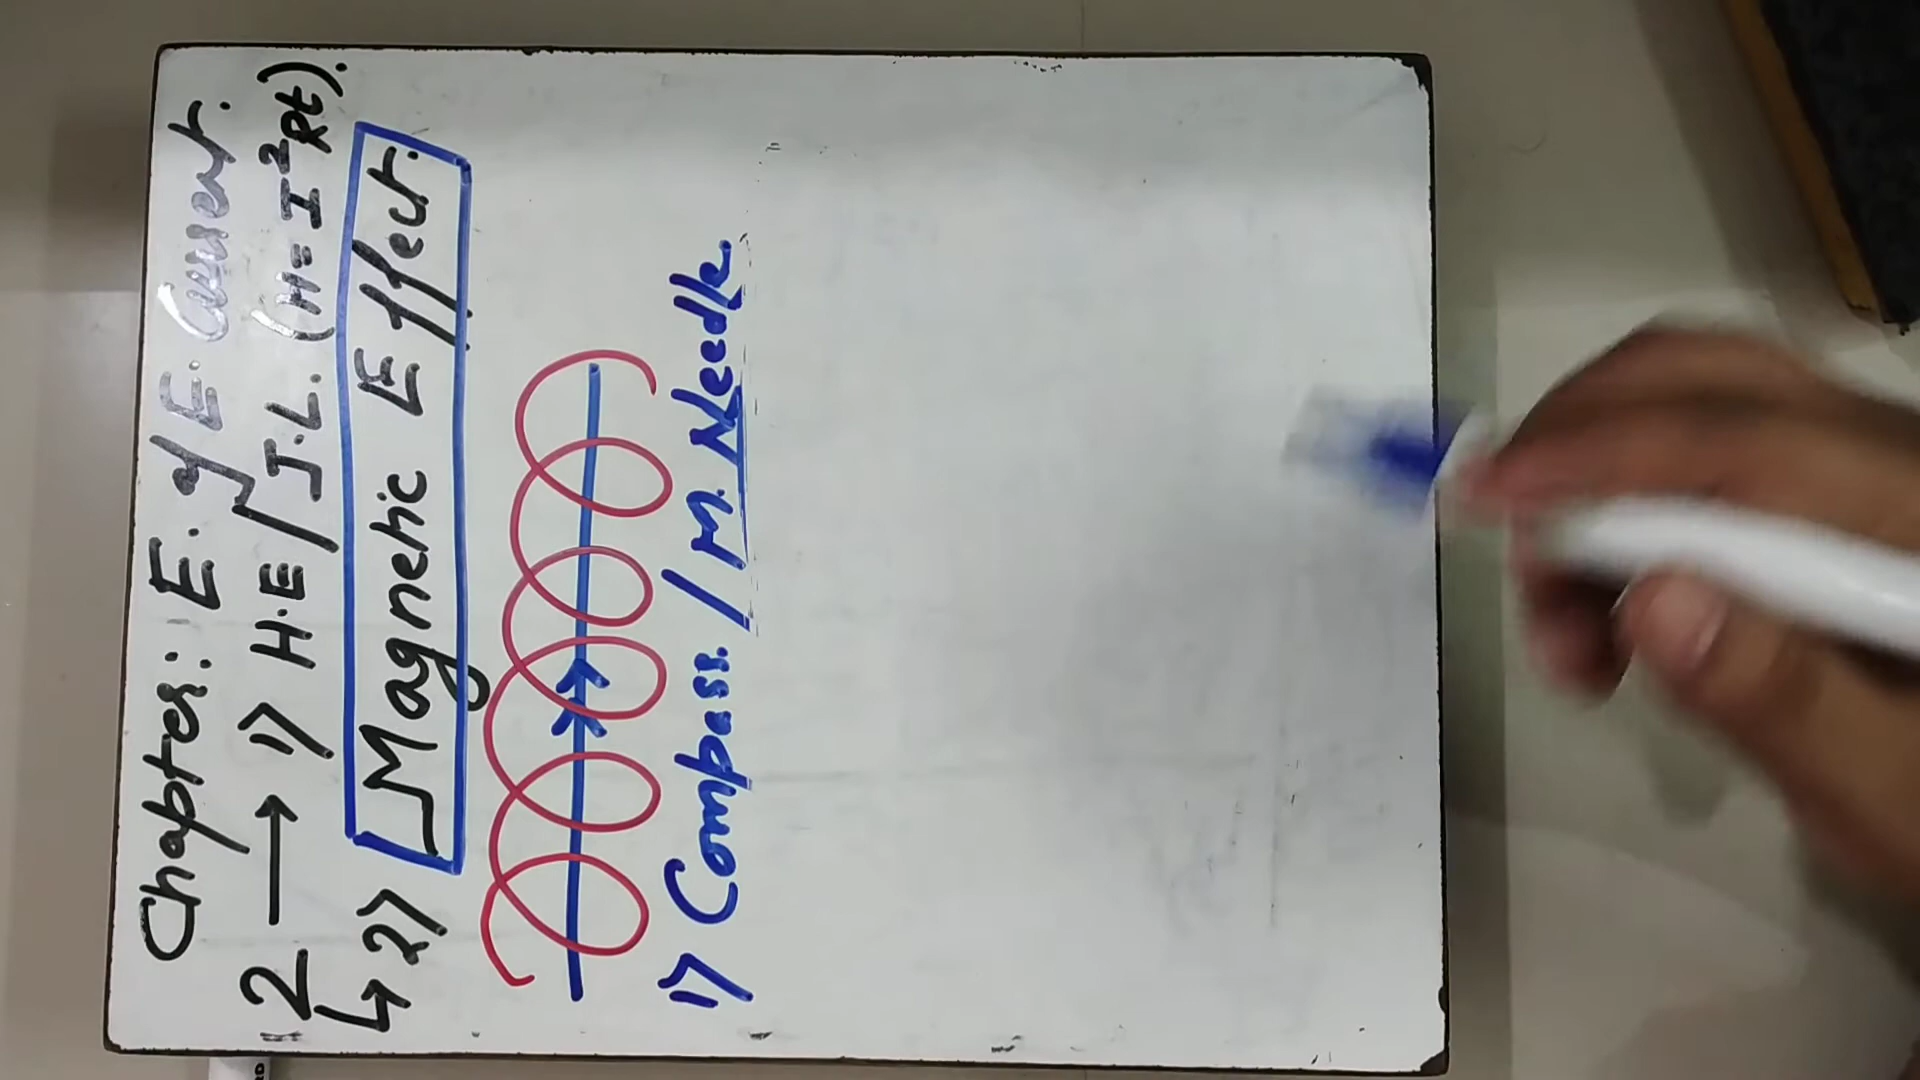 Chapter: E. of E. Current.
2 → 1) H.E / J.L. (H = I²Rt).
↳ 2) Magnetic Effect.
1) Compass. / M. Needle